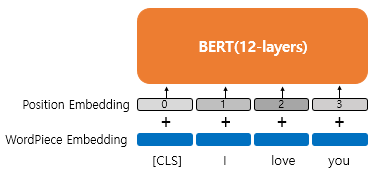 BERT(12-layers)
Position Embedding 0 1 2 3
+ + + +
WordPiece Embedding
[CLS] I love you